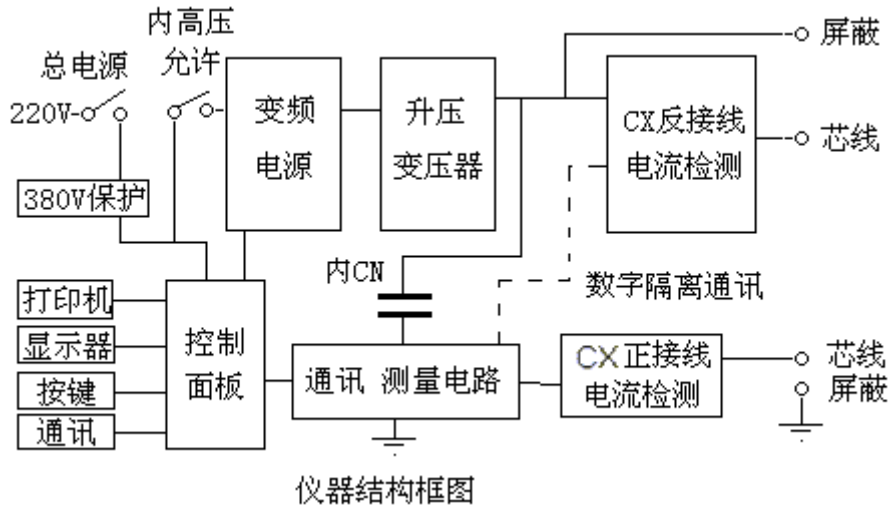 屏蔽
内高压
允许
总电源
220V
变频
电源
升压
变压器
CX反接线
电流检测
芯线
380V保护
内CN
数字隔离通讯
打印机
显示器
按键
通讯
控制
面板
通讯 测量电路
CX正接线
电流检测
芯线
屏蔽
仪器结构框图